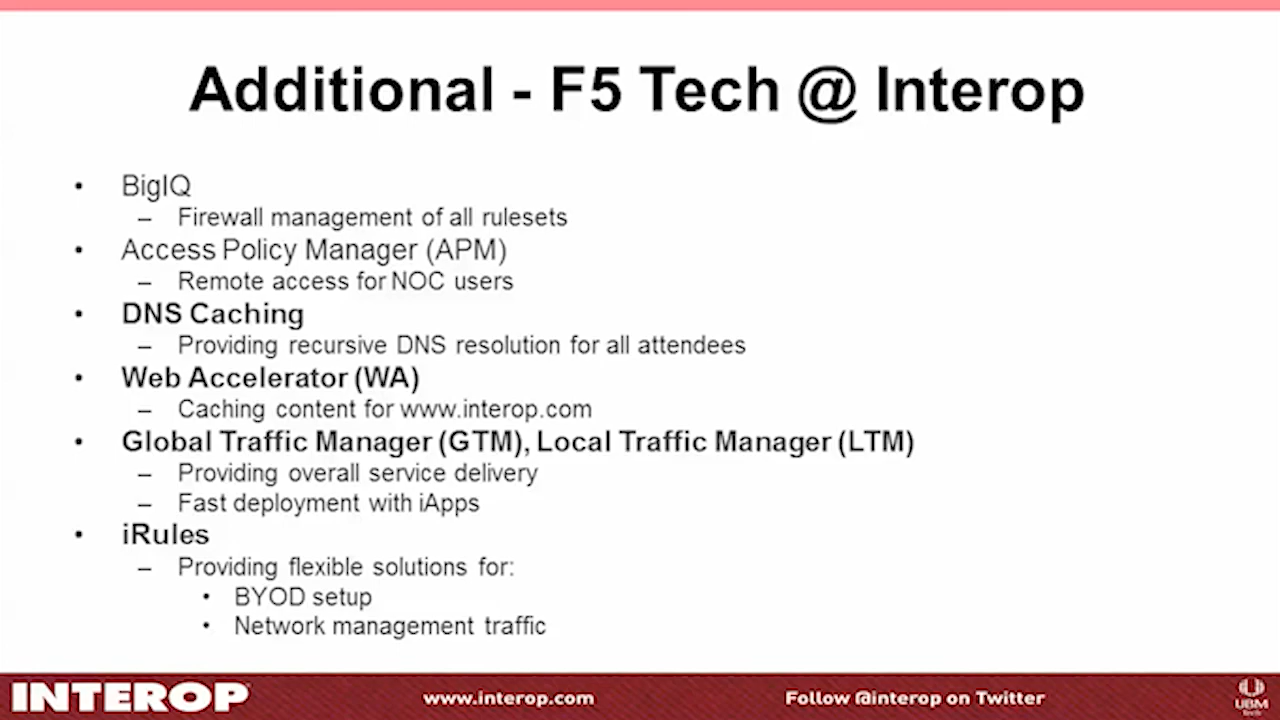 Additional - F5 Tech @ Interop
• BigIQ
– Firewall management of all rulesets
• Access Policy Manager (APM)
– Remote access for NOC users
• DNS Caching
– Providing recursive DNS resolution for all attendees
• Web Accelerator (WA)
– Caching content for www.interop.com
• Global Traffic Manager (GTM), Local Traffic Manager (LTM)
– Providing overall service delivery
– Fast deployment with iApps
• iRules
– Providing flexible solutions for:
• BYOD setup
• Network management traffic
INTEROP
www.interop.com
Follow @interop on Twitter
UBM
Tech